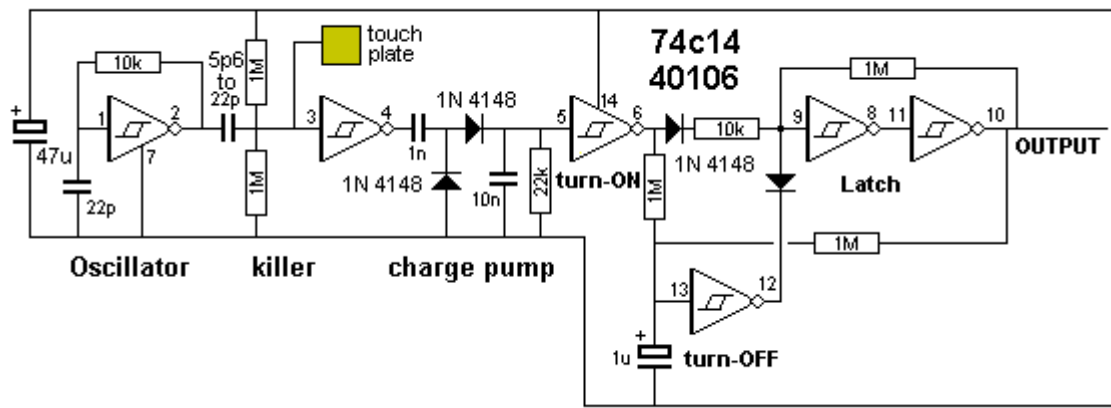 touch
plate
74c14
40106
10k
5p6
to
22p
1M
1M
1
2
7
3
4
1N 4148
1n
1N 4148
10n
22k
5
14
6
turn-ON
1M
10k
1N 4148
1M
9
8
11
10
OUTPUT
Latch
1M
+
47u
22p
Oscillator
killer
charge pump
13
12
+
1u
turn-OFF